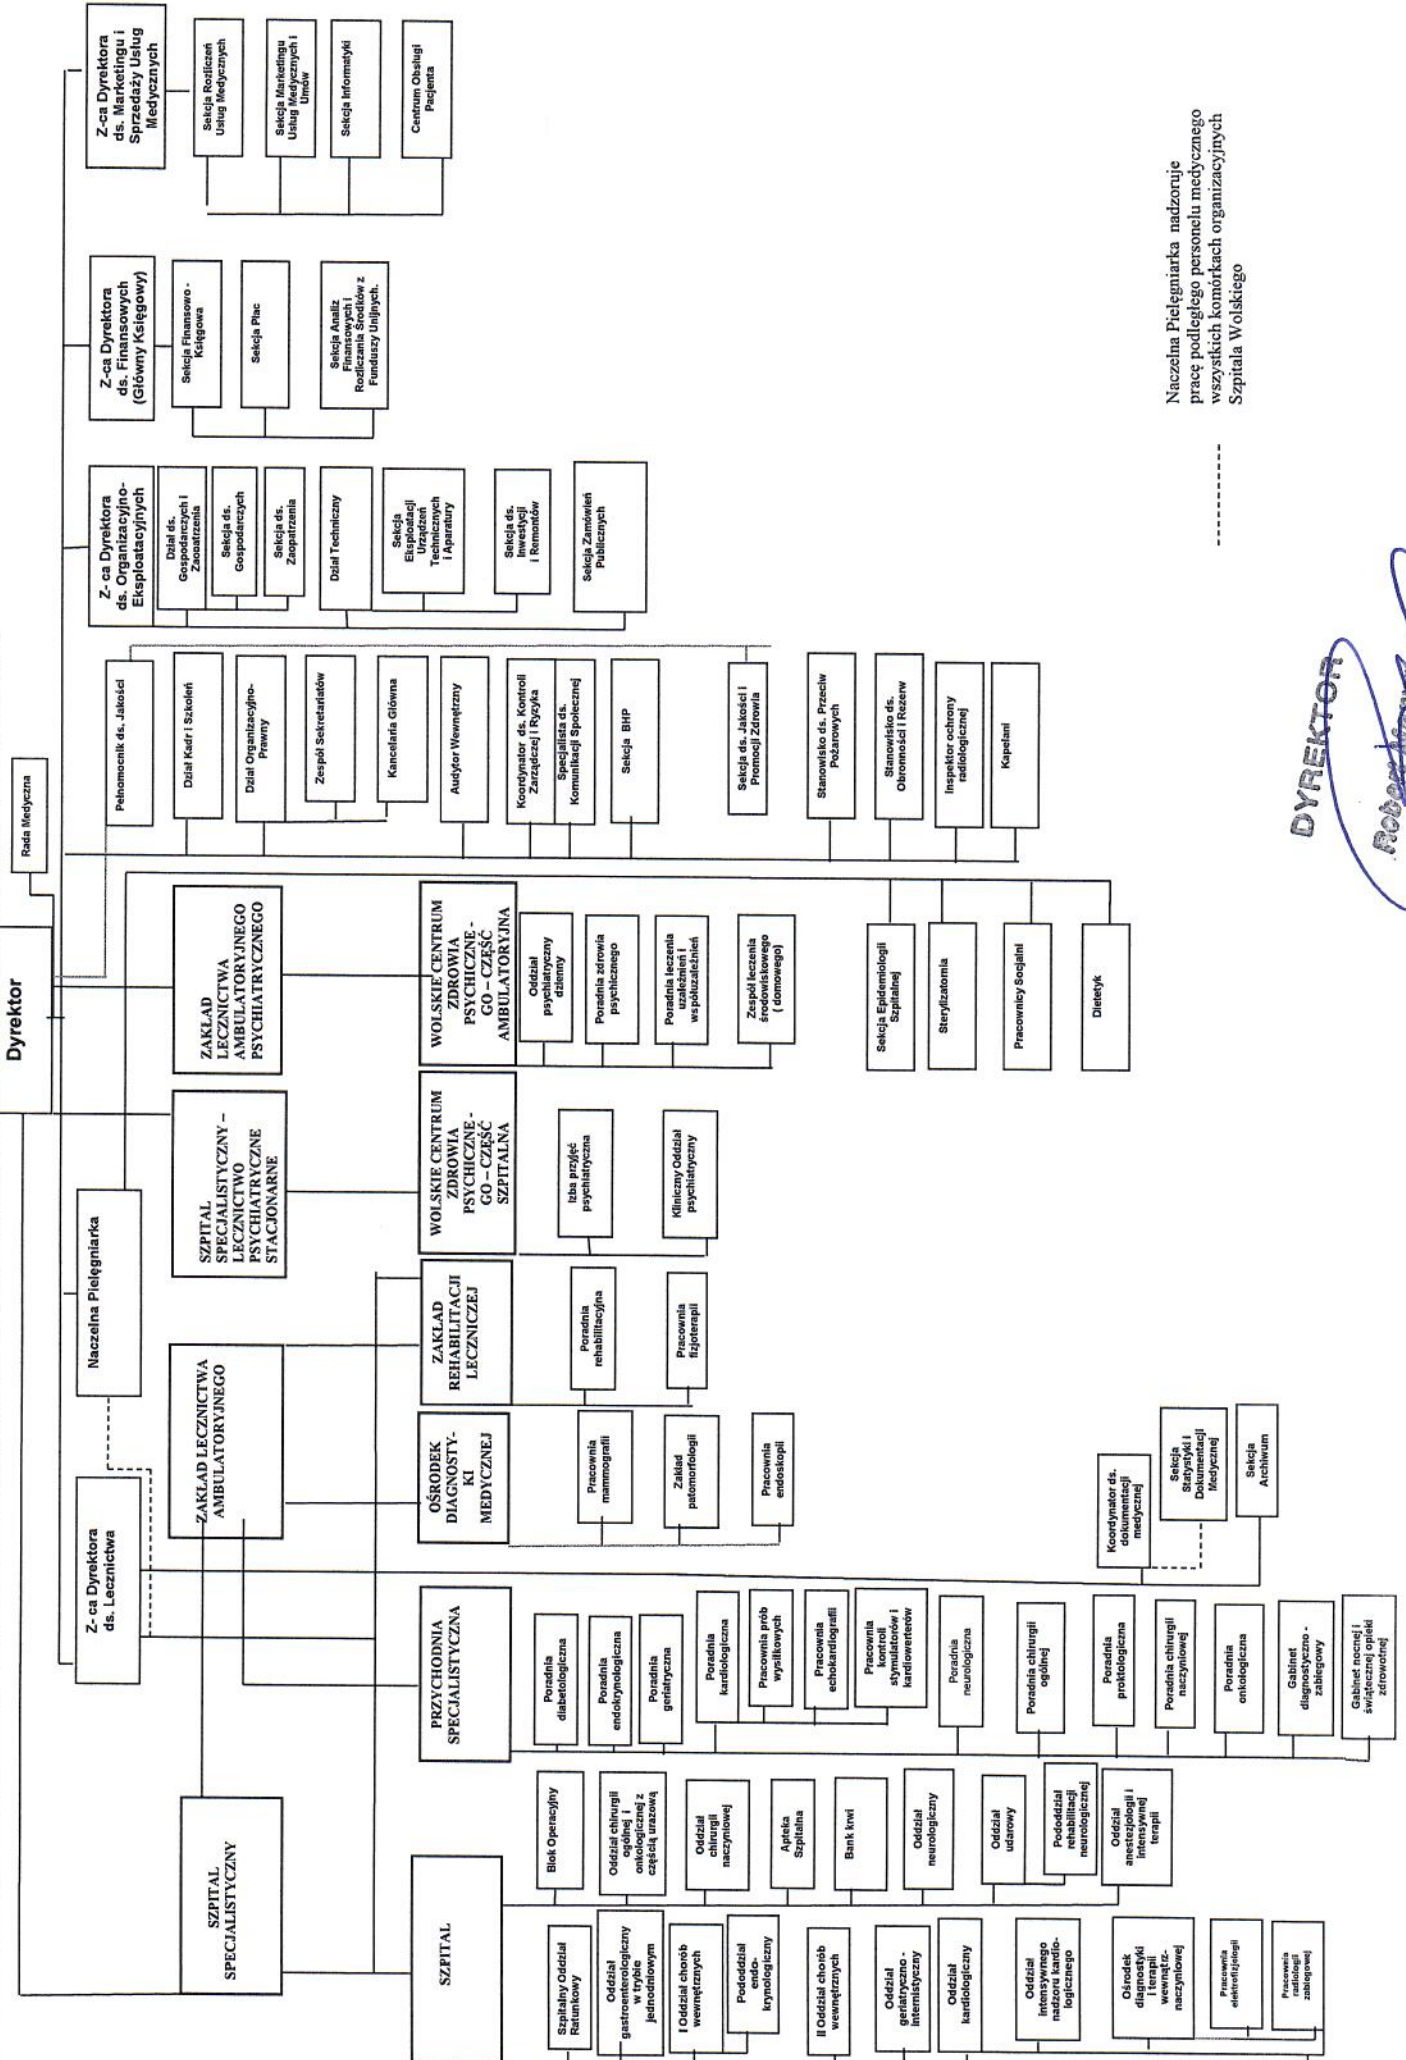 Dyrektor
Rada Medyczna
Z-ca Dyrektora
ds. Marketingu i
Sprzedaży Usług
Medycznych
Sekcja Rozliczeń
Usług Medycznych
Sekcja Marketingu
Usług Medycznych i
Umów
Sekcja Informatyki
Centrum Obsługi
Pacjenta
Z-ca Dyrektora
ds. Finansowych
(Główny Księgowy)
Sekcja Finansowo -
Księgowa
Sekcja Płac
Sekcja Analiz
Finansowych i
Rozliczania Środków z
Funduszy Unijnych.
Z- ca Dyrektora
ds. Organizacyjno-
Eksploatacyjnych
Dział ds.
Gospodarczych i
Zaopatrzenia
Sekcja ds.
Gospodarczych
Sekcja ds.
Zaopatrzenia
Dział Techniczny
Sekcja
Eksploatacji
Urządzeń
Technicznych
i Aparatury
Sekcja ds.
Inwestycji
i Remontów
Sekcja Zamówień
Publicznych
Pełnomocnik ds. Jakości
Dział Kadr i Szkoleń
Dział Organizacyjno-
Prawny
Zespół Sekretariatów
Kancelaria Główna
Audytor Wewnętrzny
Koordynator ds. Kontroli
Zarządczej i Ryzyka
Specjalista ds.
Komunikacji Społecznej
Sekcja BHP
Sekcja ds. Jakości i
Promocji Zdrowia
Stanowisko ds. Przeciw
Pożarowych
Stanowisko ds.
Obronności i Rezerw
Inspektor ochrony
radiologicznej
Kapelani
ZAKŁAD
LECZNICTWA
AMBULATORYJNEGO
PSYCHIATRYCZNEGO
WOLSKIE CENTRUM
ZDROWIA
PSYCHICZNE -
GO – CZĘŚĆ
AMBULATORYJNA
Oddział
psychiatryczny
dzienny
Poradnia zdrowia
psychicznego
Poradnia leczenia
uzależnień i
współuzależnień
Zespół leczenia
środowiskowego
( domowego)
Sekcja Epidemiologii
Szpitalnej
Sterylizatornia
Pracownicy Socjalni
Dietetyk
SZPITAL
SPECJALISTYCZNY –
LECZNICTWO
PSYCHIATRYCZNE
STACJONARNE
WOLSKIE CENTRUM
ZDROWIA
PSYCHICZNE -
GO – CZĘŚĆ
SZPITALNA
Izba przyjęć
psychiatryczna
Kliniczny Oddział
psychiatryczny
Naczelna Pielęgniarka
ZAKŁAD LECZNICTWA
AMBULATORYJNEGO
ZAKŁAD
REHABILITACJI
LECZNICZEJ
Poradnia
rehabilitacyjna
Pracownia
fizjoterapii
OŚRODEK
DIAGNOSTY-
KI
MEDYCZNEJ
Pracownia
mammografii
Zakład
patomorfologii
Pracownia
endoskopii
Koordynator ds.
dokumentacji
medycznej
Sekcja
Statystyki i
Dokumentacji
Medycznej
Sekcja
Archiwum
Z- ca Dyrektora
ds. Lecznictwa
PRZYCHODNIA
SPECJALISTYCZNA
Poradnia
diabetologiczna
Poradnia
endokrynologiczna
Poradnia
geriatryczna
Poradnia
kardiologiczna
Pracownia prób
wysiłkowych
Pracownia
echokardiografii
Pracownia
kontroli
stymulatorów i
kardiowerterów
Poradnia
neurologiczna
Poradnia chirurgii
ogólnej
Poradnia
proktologiczna
Poradnia chirurgii
naczyniowej
Poradnia
onkologiczna
Gabinet
diagnostyczno -
zabiegowy
Gabinet nocnej i
świątecznej opieki
zdrowotnej
SZPITAL
SPECJALISTYCZNY
SZPITAL
Blok Operacyjny
Oddział chirurgii
ogólnej i
onkologicznej z
częścią urazową
Oddział
chirurgii
naczyniowej
Apteka
Szpitalna
Bank krwi
Oddział
neurologiczny
Oddział
udarowy
Pododdział
rehabilitacji
neurologicznej
Oddział
anestezjologii i
intensywnej
terapii
Szpitalny Oddział
Ratunkowy
Oddział
gastroenterologiczny
w trybie
jednodniowym
I Oddział chorób
wewnętrznych
Pododdział
endo-
krynologiczny
II Oddział chorób
wewnętrznych
Oddział
geriatryczno -
internistyczny
Oddział
kardiologiczny
Oddział
intensywnego
nadzoru kardio-
logicznego
Ośrodek
diagnostyki
i terapii
wewnątrz-
naczyniowej
Pracownia
elektrofizjologii
Pracownia
radiologii
zabiegowej
Naczelna Pielęgniarka nadzoruje
pracę podległego personelu medycznego
wszystkich komórkach organizacyjnych
Szpitala Wolskiego
DYREKTOR